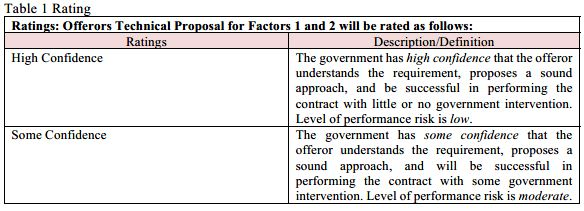 Table 1 Rating
Ratings: Offerors Technical Proposal for Factors 1 and 2 will be rated as follows:
Ratings
Description/Definition
High Confidence
The government has high confidence that the offeror
understands the requirement, proposes a sound
approach, and be successful in performing the
contract with little or no government intervention.
Level of performance risk is low.
Some Confidence
The government has some confidence that the
offeror understands the requirement, proposes a
sound approach, and will be successful in
performing the contract with some government
intervention. Level of performance risk is moderate.